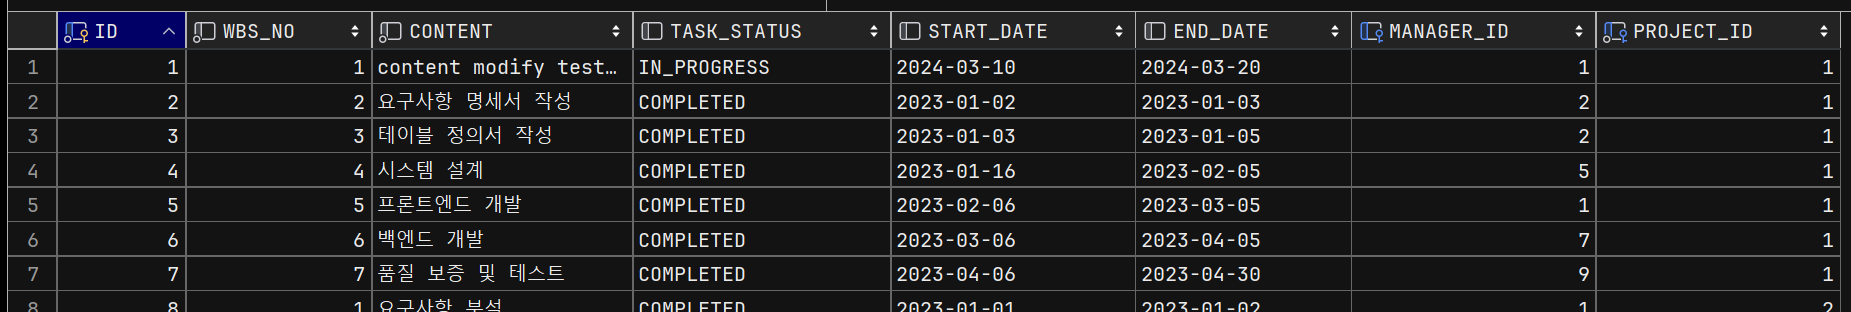 ID WBS_NO CONTENT TASK_STATUS START_DATE END_DATE MANAGER_ID PROJECT_ID
1 1 1 content modify test… IN_PROGRESS 2024-03-10 2024-03-20 1 1
2 2 2 요구사항 명세서 작성 COMPLETED 2023-01-02 2023-01-03 2 1
3 3 3 테이블 정의서 작성 COMPLETED 2023-01-03 2023-01-05 2 1
4 4 4 시스템 설계 COMPLETED 2023-01-16 2023-02-05 5 1
5 5 5 프론트엔드 개발 COMPLETED 2023-02-06 2023-03-05 1 1
6 6 6 백엔드 개발 COMPLETED 2023-03-06 2023-04-05 7 1
7 7 7 품질 보증 및 테스트 COMPLETED 2023-04-06 2023-04-30 9 1
8 8 1 요구사항 분석 COMPLETED 2023-01-01 2023-01-02 1 2